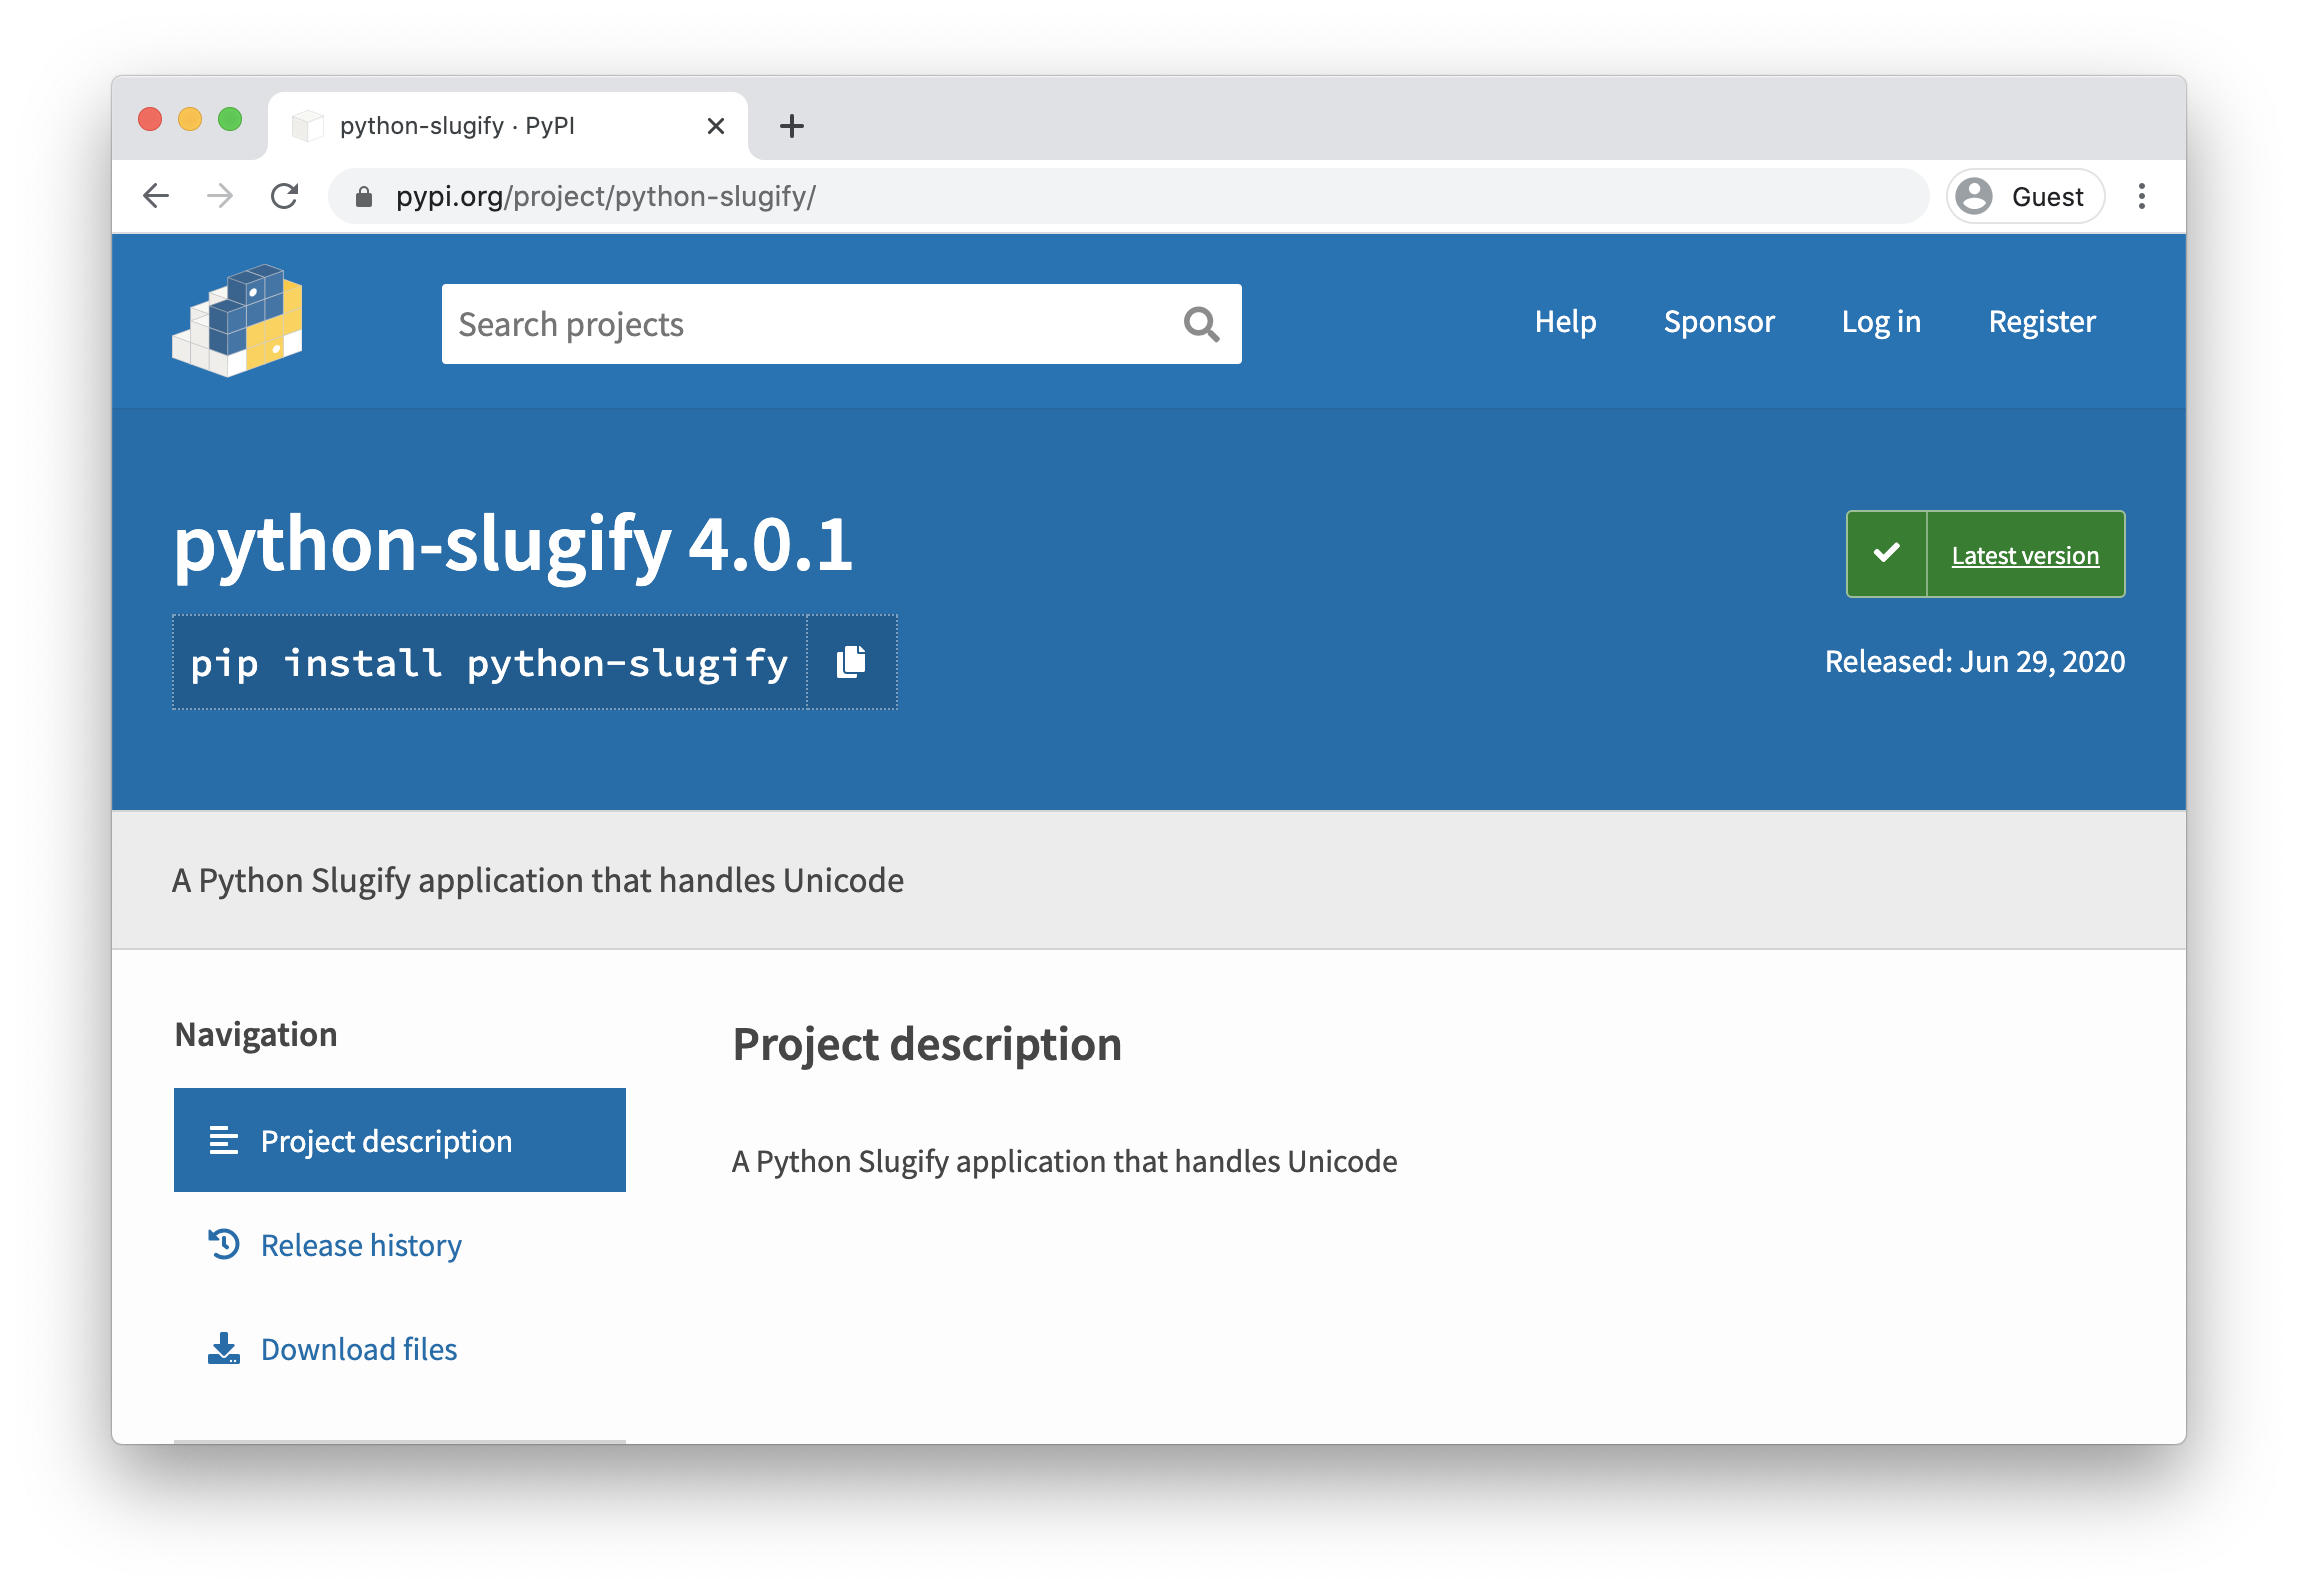 python-slugify · PyPI
pypi.org/project/python-slugify/
Guest
Search projects
Help
Sponsor
Log in
Register
python-slugify 4.0.1
Latest version
pip install python-slugify
Released: Jun 29, 2020
A Python Slugify application that handles Unicode
Navigation
Project description
Release history
Download files
Project description
A Python Slugify application that handles Unicode